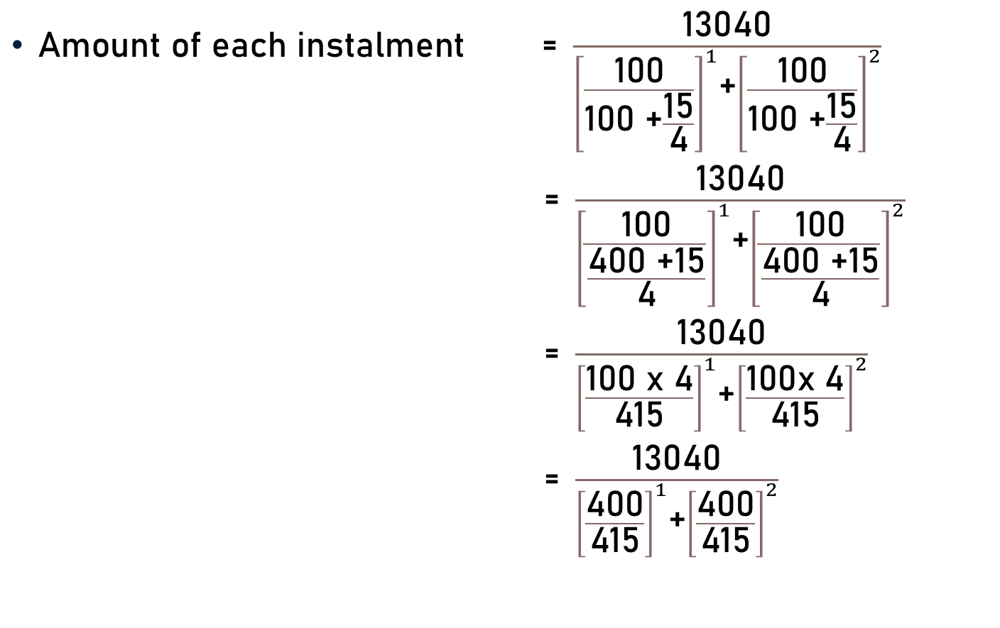 • Amount of each instalment = 13040 / ([100 / (100 + 15/4)]^1 + [100 / (100 + 15/4)]^2)
= 13040 / ([100 / ((400 +15)/4)]^1 + [100 / ((400 +15)/4)]^2)
= 13040 / ([(100 x 4)/415]^1 + [(100x 4)/415]^2)
= 13040 / ([400/415]^1 + [400/415]^2)